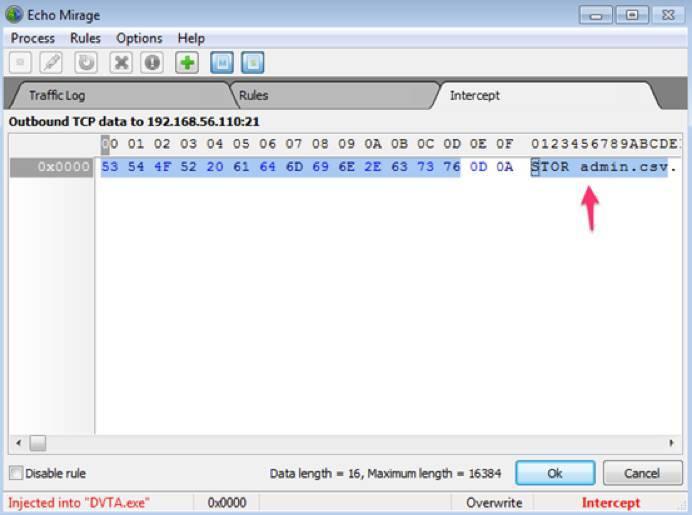 Echo Mirage
Process Rules Options Help
Traffic Log Rules Intercept
Outbound TCP data to 192.168.56.110:21
00 01 02 03 04 05 06 07 08 09 0A 0B 0C 0D 0E 0F 0123456789ABCDE
0x0000 53 54 4F 52 20 61 64 6D 69 6E 2E 63 73 76 0D 0A STOR admin.csv.
Disable rule Data length = 16, Maximum length = 16384 Ok Cancel
Injected into "DVTA.exe" 0x0000 Overwrite Intercept